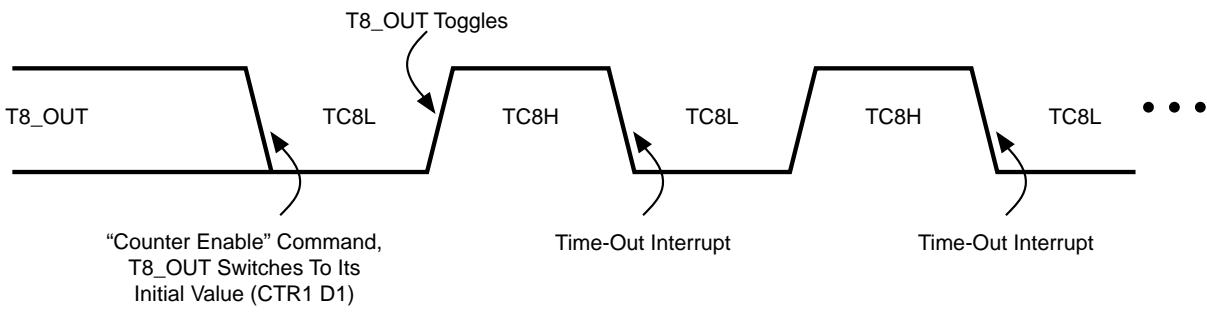 T8_OUT Toggles
T8_OUT
TC8L
TC8H
TC8L
TC8H
TC8L
“Counter Enable” Command,
T8_OUT Switches To Its
Initial Value (CTR1 D1)
Time-Out Interrupt
Time-Out Interrupt